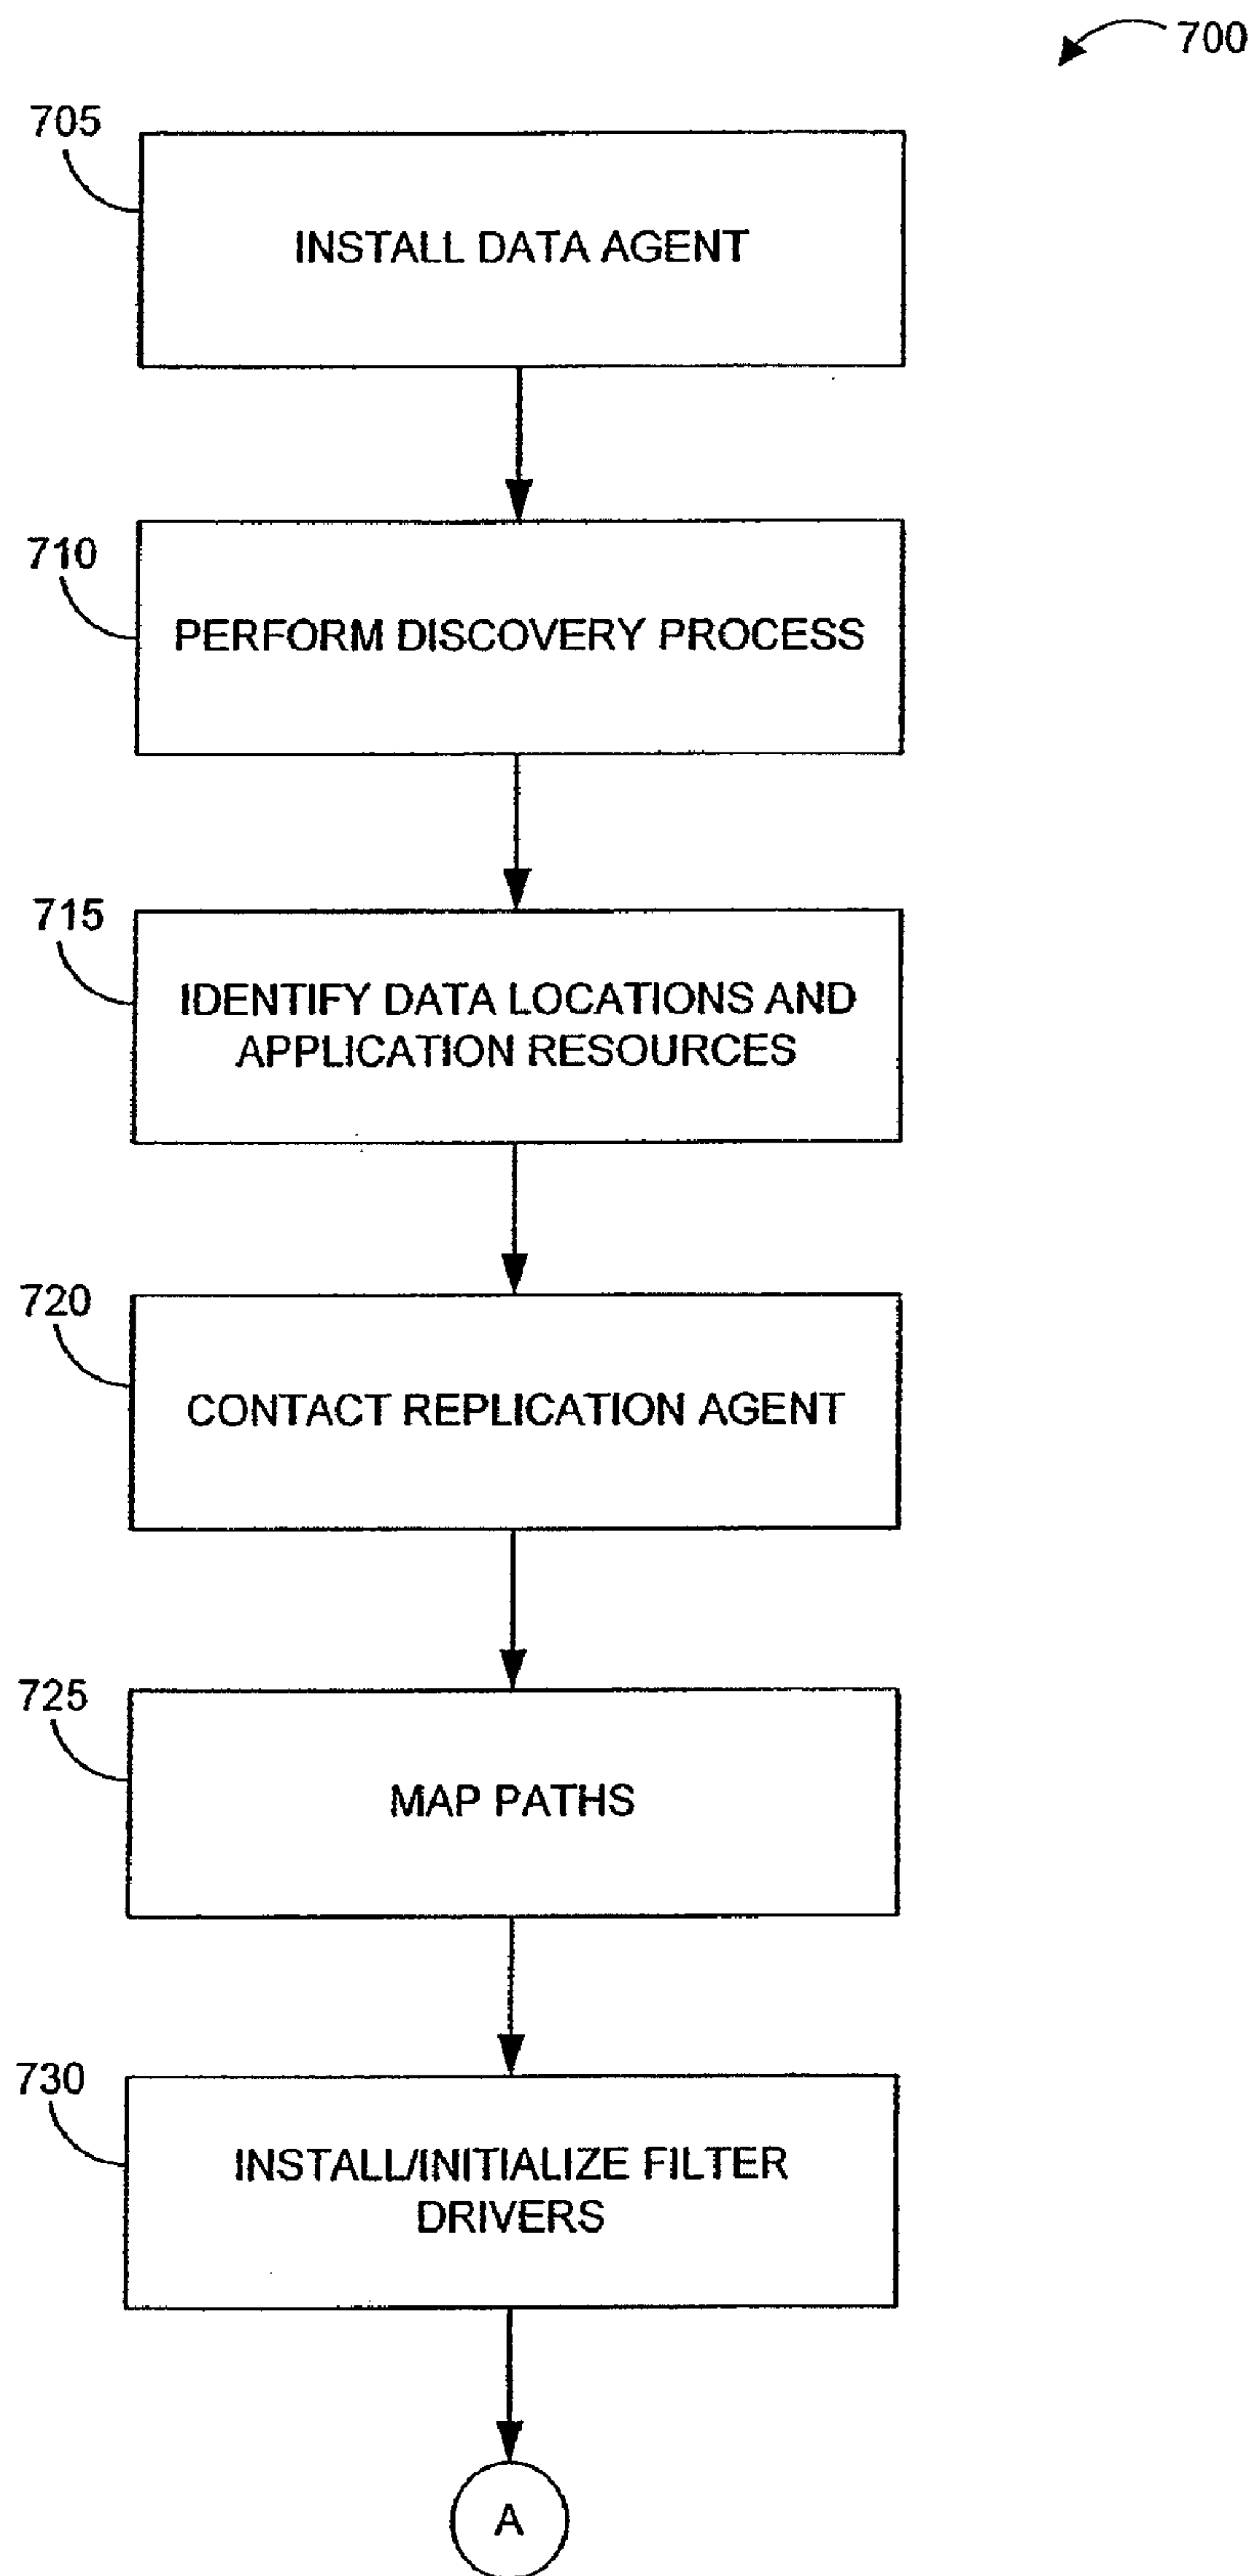 700
705
INSTALL DATA AGENT
710
PERFORM DISCOVERY PROCESS
715
IDENTIFY DATA LOCATIONS AND
APPLICATION RESOURCES
720
CONTACT REPLICATION AGENT
725
MAP PATHS
730
INSTALL/INITIALIZE FILTER
DRIVERS
A